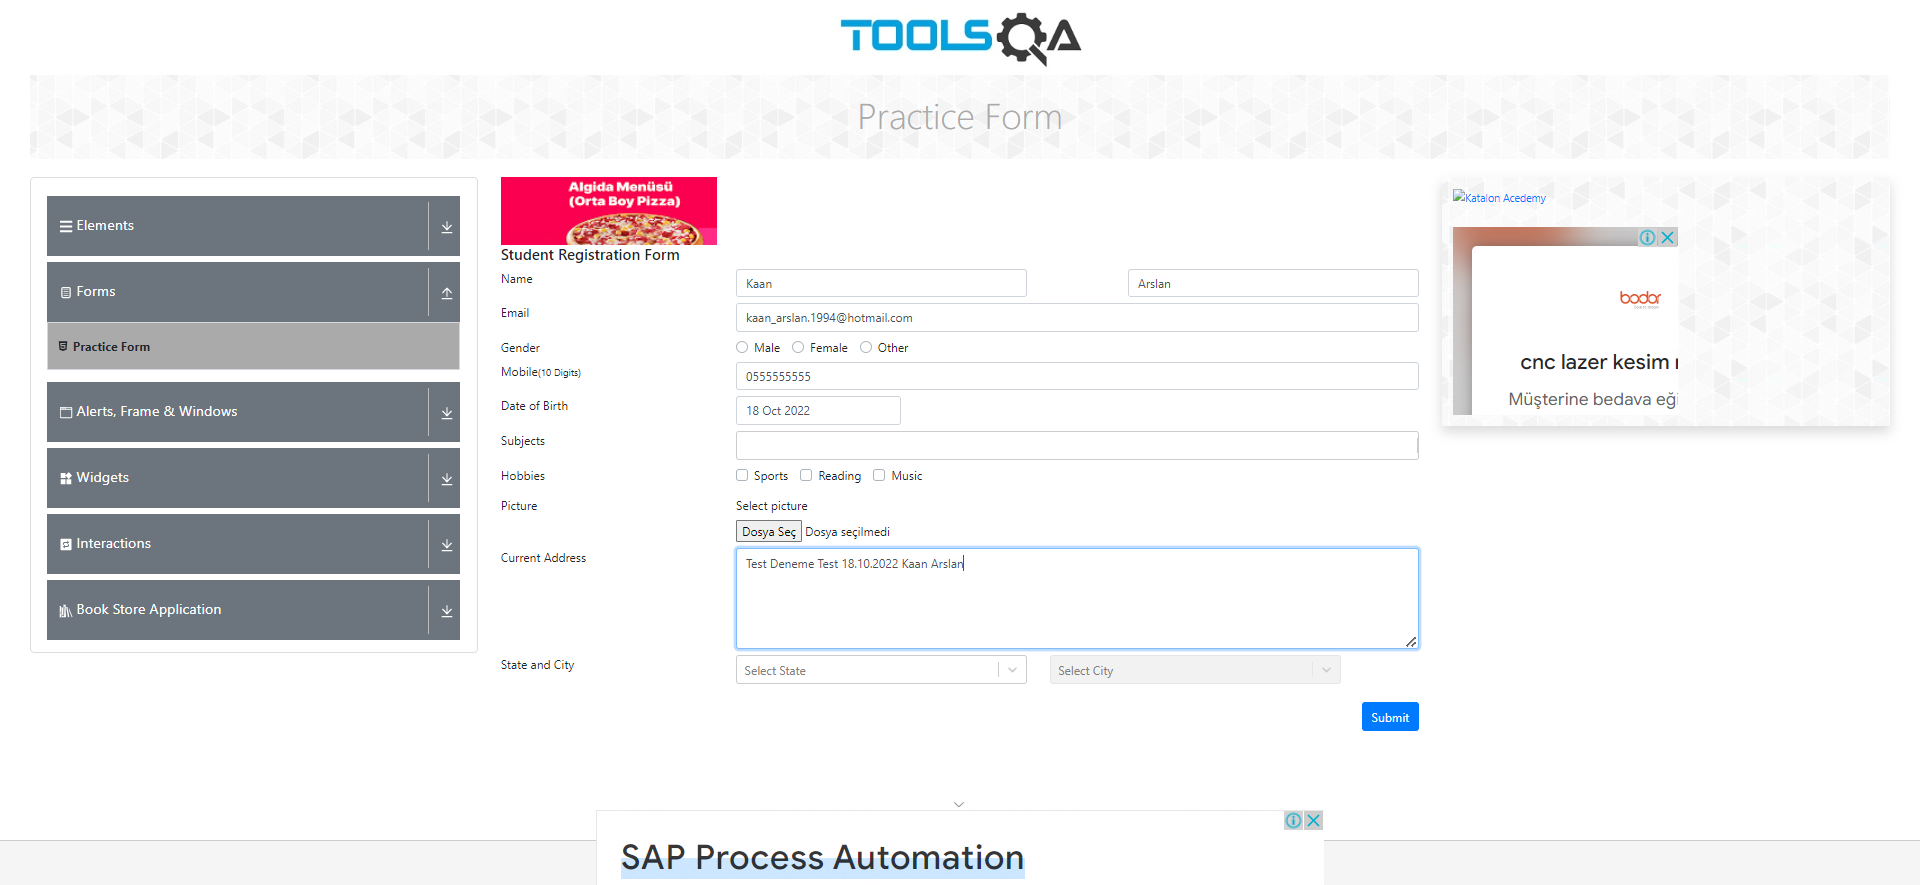 TOOLSQA
Practice Form
Elements
Forms
Practice Form
Alerts, Frame & Windows
Widgets
Interactions
Book Store Application
Algida Menüsü
(Orta Boy Pizza)
Student Registration Form
Name
Kaan
Arslan
Email
kaan_arslan.1994@hotmail.com
Gender
Male Female Other
Mobile(10 Digits)
0555555555
Date of Birth
18 Oct 2022
Subjects
Hobbies
Sports Reading Music
Picture
Select picture
Dosya Seç Dosya seçilmedi
Current Address
Test Deneme Test 18.10.2022 Kaan Arslan
State and City
Select State
Select City
Submit
Katalon Acedemy
bodor
cnc lazer kesim
Müşterine bedava eği
SAP Process Automation